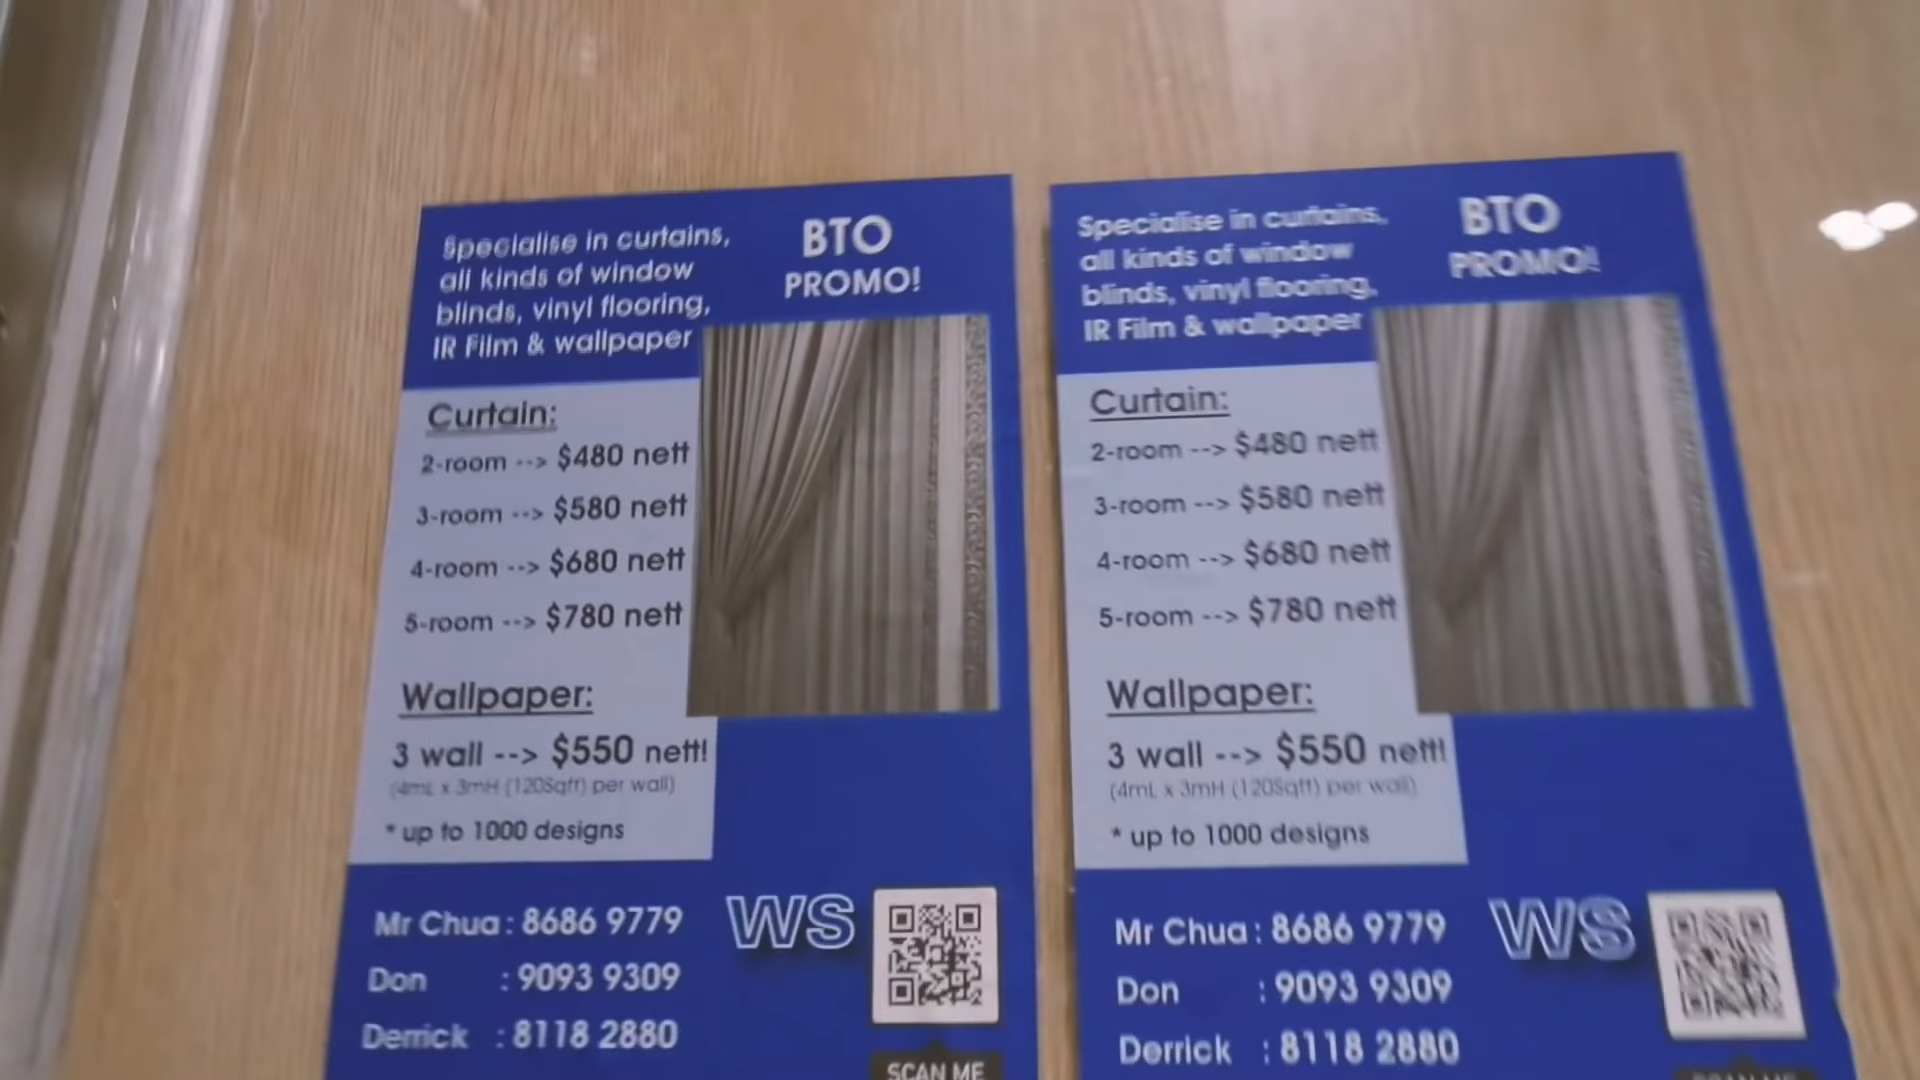 Specialise in curtains,
all kinds of window
blinds, vinyl flooring,
IR Film & wallpaper
BTO
PROMO!
Curtain:
2-room --> $480 nett
3-room --> $580 nett
4-room --> $680 nett
5-room --> $780 nett
Wallpaper:
3 wall --> $550 nett!
(4mL x 3mH (120Sqft) per wall)
* up to 1000 designs
Mr Chua : 8686 9779
Don : 9093 9309
Derrick : 8118 2880
WS
SCAN ME
Specialise in curtains,
all kinds of window
blinds, vinyl flooring,
IR Film & wallpaper
BTO
PROMO!
Curtain:
2-room --> $480 nett
3-room --> $580 nett
4-room --> $680 nett
5-room --> $780 nett
Wallpaper:
3 wall --> $550 nett!
(4mL x 3mH (120Sqft) per wall)
* up to 1000 designs
Mr Chua : 8686 9779
Don : 9093 9309
Derrick : 8118 2880
WS
SCAN ME